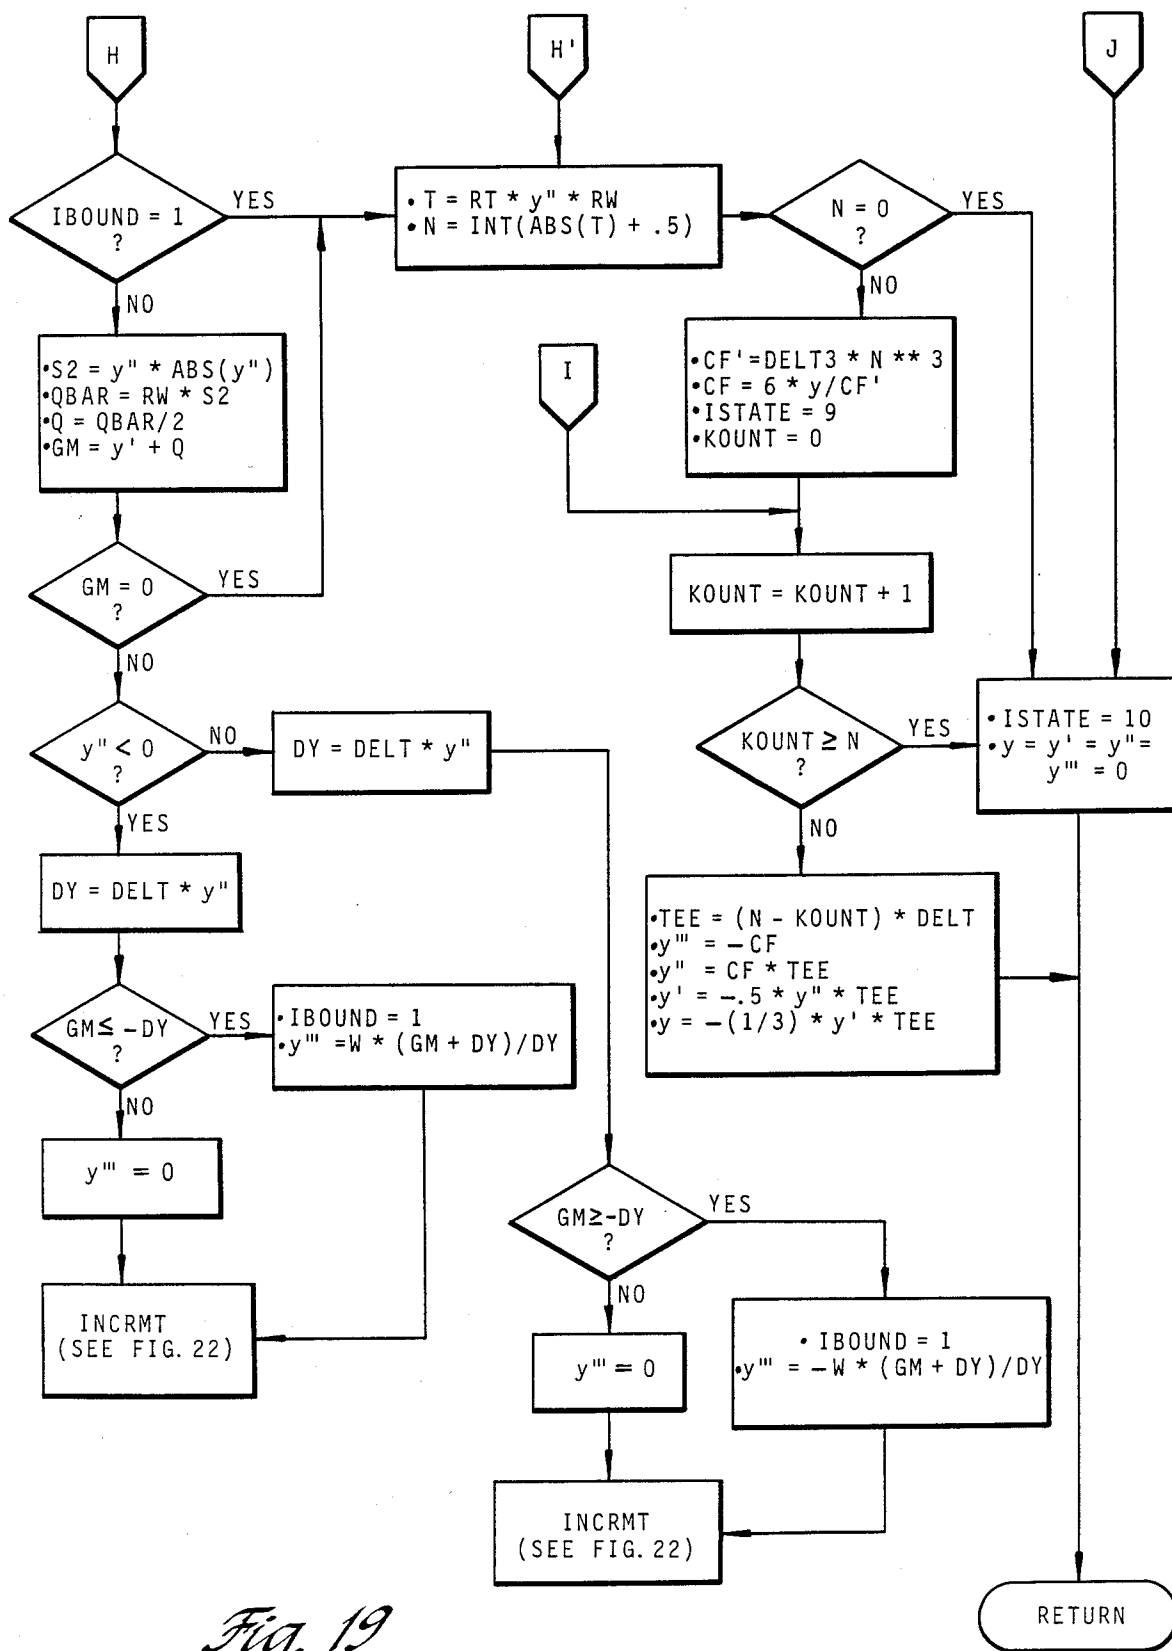 H
H'
J
IBOUND = 1
?
YES
NO
• T = RT * y" * RW
• N = INT(ABS(T) + .5)
N = 0
?
YES
NO
•S2 = y" * ABS(y")
•QBAR = RW * S2
•Q = QBAR/2
•GM = y' + Q
I
•CF'=DELT3 * N ** 3
•CF = 6 * y/CF'
•ISTATE = 9
•KOUNT = 0
GM = 0
?
YES
NO
KOUNT = KOUNT + 1
y" < 0
?
NO
YES
DY = DELT * y"
KOUNT ≥ N
?
YES
NO
• ISTATE = 10
• y = y' = y" =
y''' = 0
DY = DELT * y"
•TEE = (N - KOUNT) * DELT
•y''' = -CF
•y" = CF * TEE
•y' = -.5 * y" * TEE
•y = -(1/3) * y' * TEE
GM ≤ -DY
?
YES
NO
• IBOUND = 1
•y''' = W * (GM + DY)/DY
y''' = 0
GM ≥ -DY
?
YES
NO
INCRMT
(SEE FIG. 22)
y''' = 0
• IBOUND = 1
•y''' = -W * (GM + DY)/DY
INCRMT
(SEE FIG. 22)
RETURN
Fig. 19